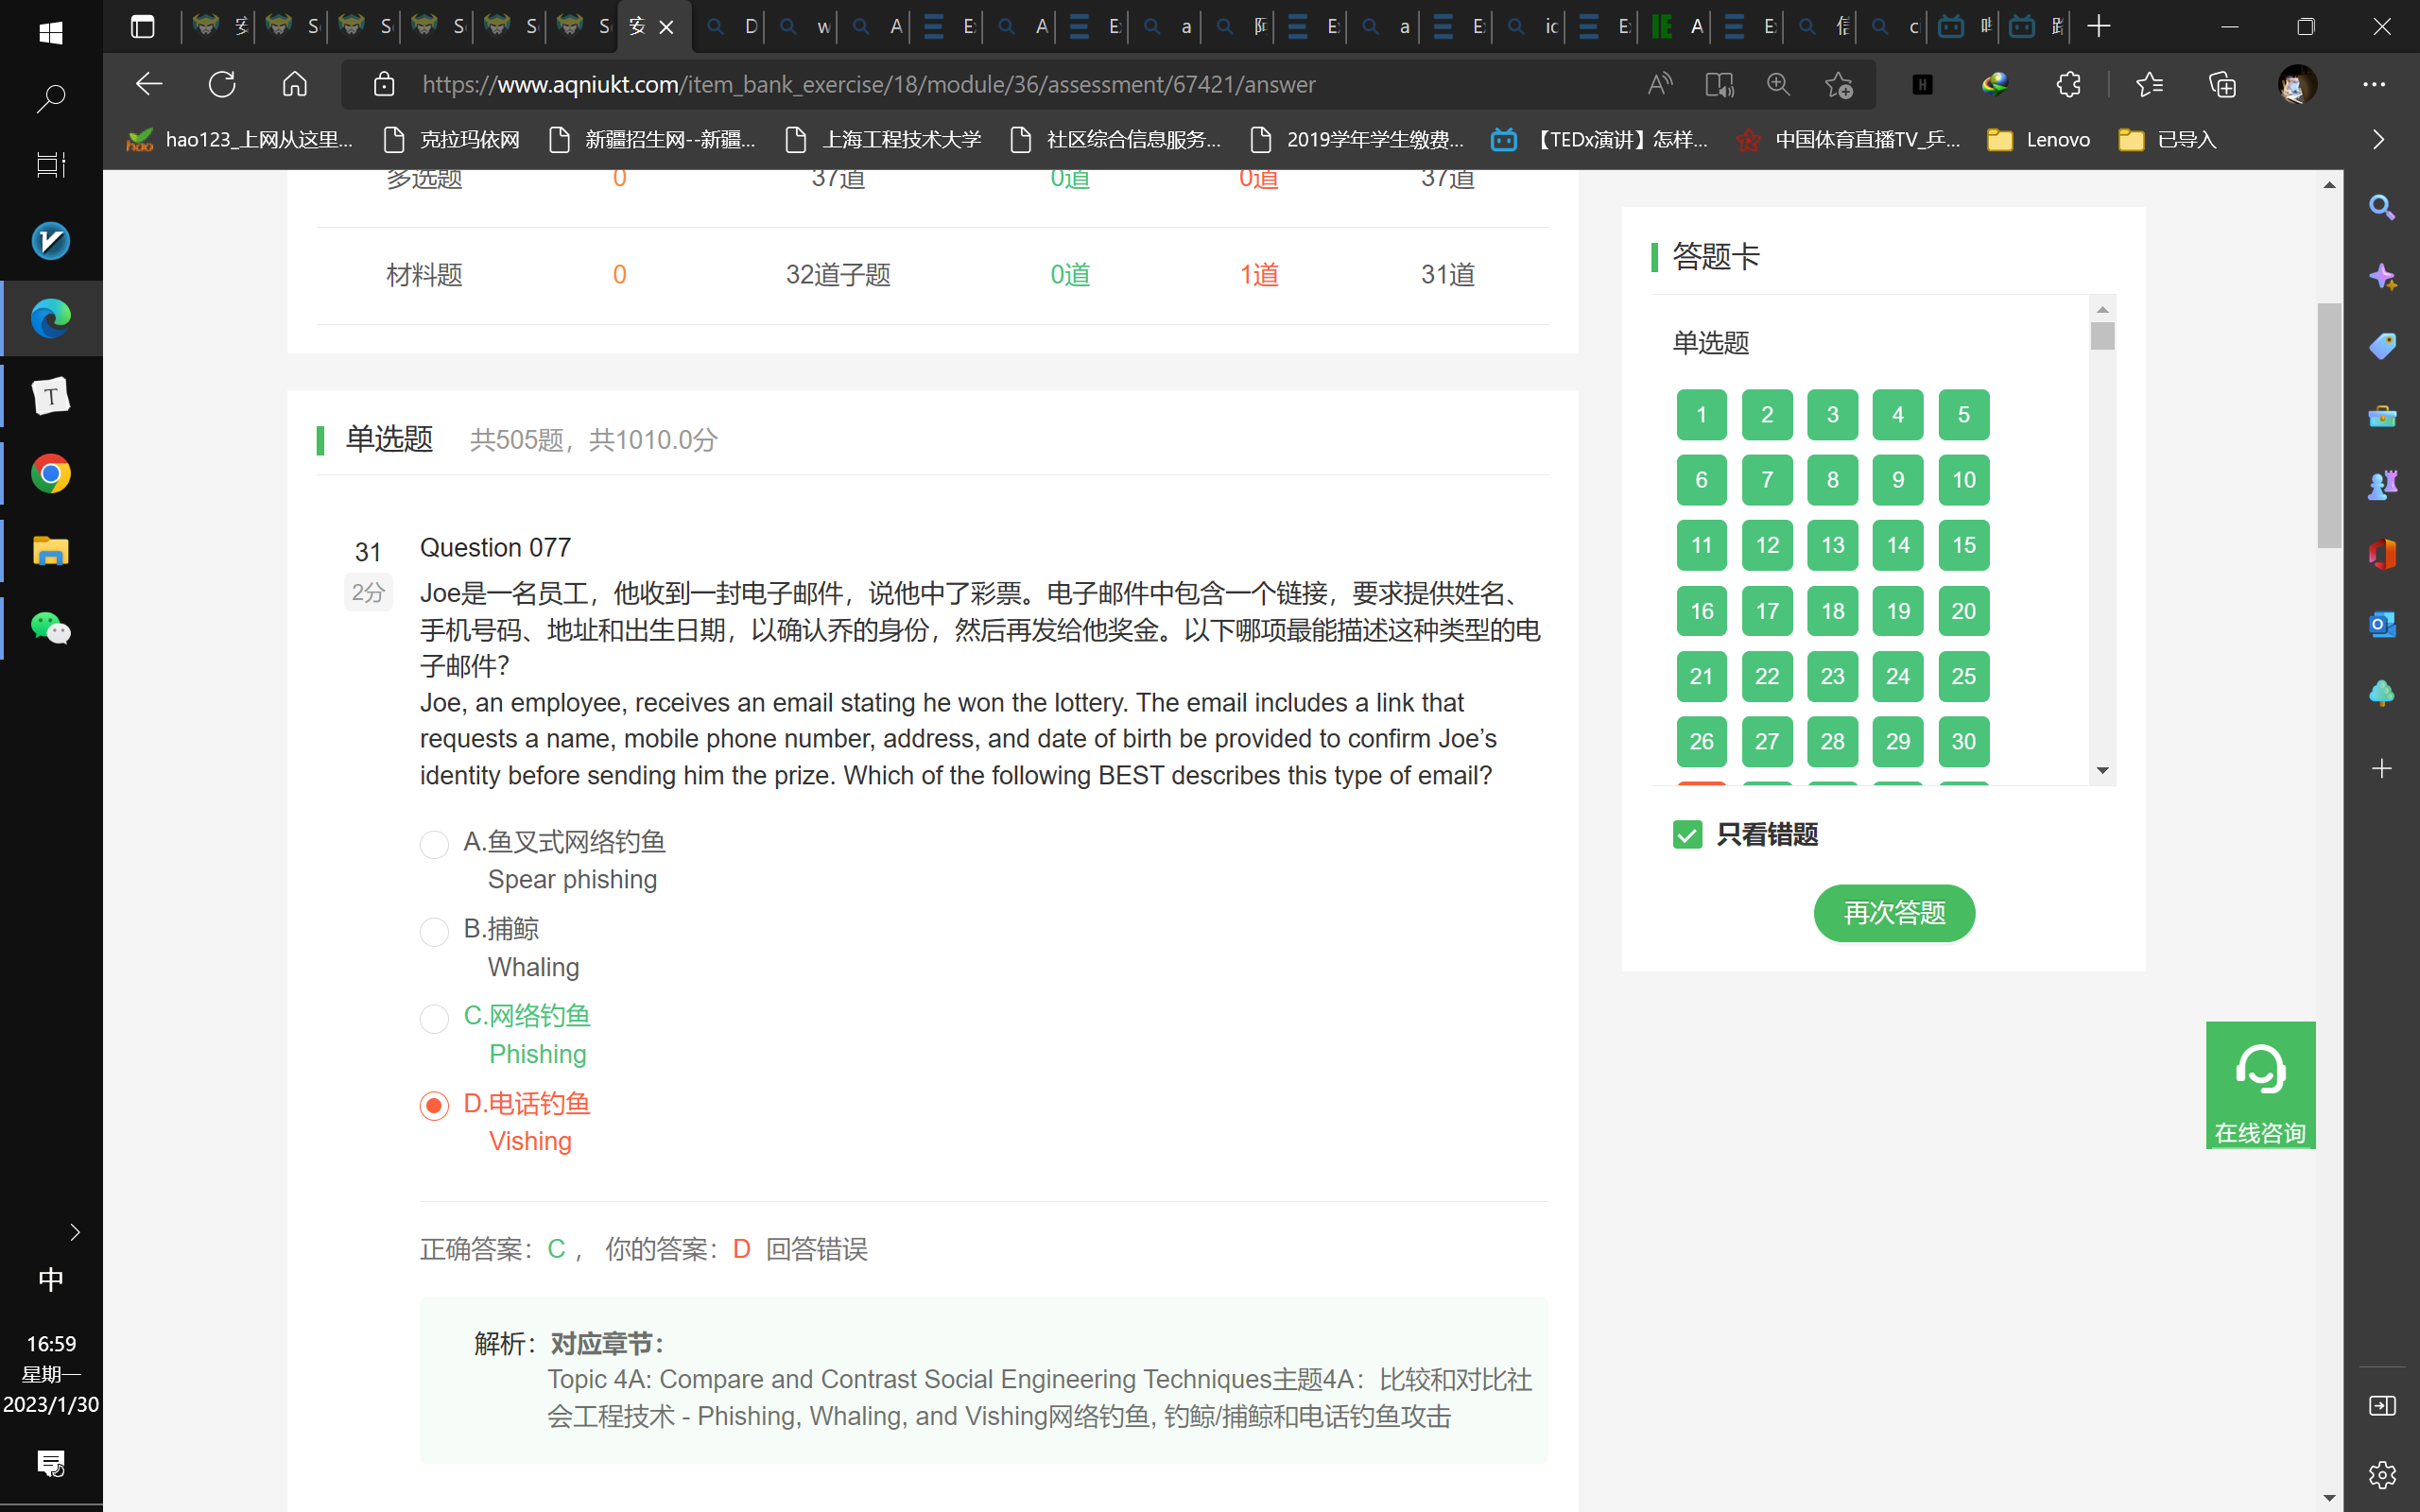 安
D
w
A
E
A
E
a
阿
E
a
E
ic
E
A
E
信
c
https://www.aqniukt.com/item_bank_exercise/18/module/36/assessment/67421/answer
hao123_上网从这里...
克拉玛依网
新疆招生网--新疆...
上海工程技术大学
社区综合信息服务...
2019学年学生缴费...
【TEDx演讲】怎样...
中国体育直播TV_乒...
Lenovo
已导入
多选题 0 37道 0道 0道 37道
材料题 0 32道子题 0道 1道 31道
单选题 共505题，共1010.0分
31
2分
Question 077
Joe是一名员工，他收到一封电子邮件，说他中了彩票。电子邮件中包含一个链接，要求提供姓名、
手机号码、地址和出生日期，以确认乔的身份，然后再发给他奖金。以下哪项最能描述这种类型的电
子邮件？
Joe, an employee, receives an email stating he won the lottery. The email includes a link that
requests a name, mobile phone number, address, and date of birth be provided to confirm Joe’s
identity before sending him the prize. Which of the following BEST describes this type of email?
A.鱼叉式网络钓鱼
Spear phishing
B.捕鲸
Whaling
C.网络钓鱼
Phishing
D.电话钓鱼
Vishing
正确答案：C ， 你的答案：D 回答错误
解析：对应章节：
Topic 4A: Compare and Contrast Social Engineering Techniques主题4A：比较和对比社
会工程技术 - Phishing, Whaling, and Vishing网络钓鱼, 钓鲸/捕鲸和电话钓鱼攻击
答题卡
单选题
1 2 3 4 5
6 7 8 9 10
11 12 13 14 15
16 17 18 19 20
21 22 23 24 25
26 27 28 29 30
只看错题
再次答题
在线咨询
中
16:59
星期一
2023/1/30